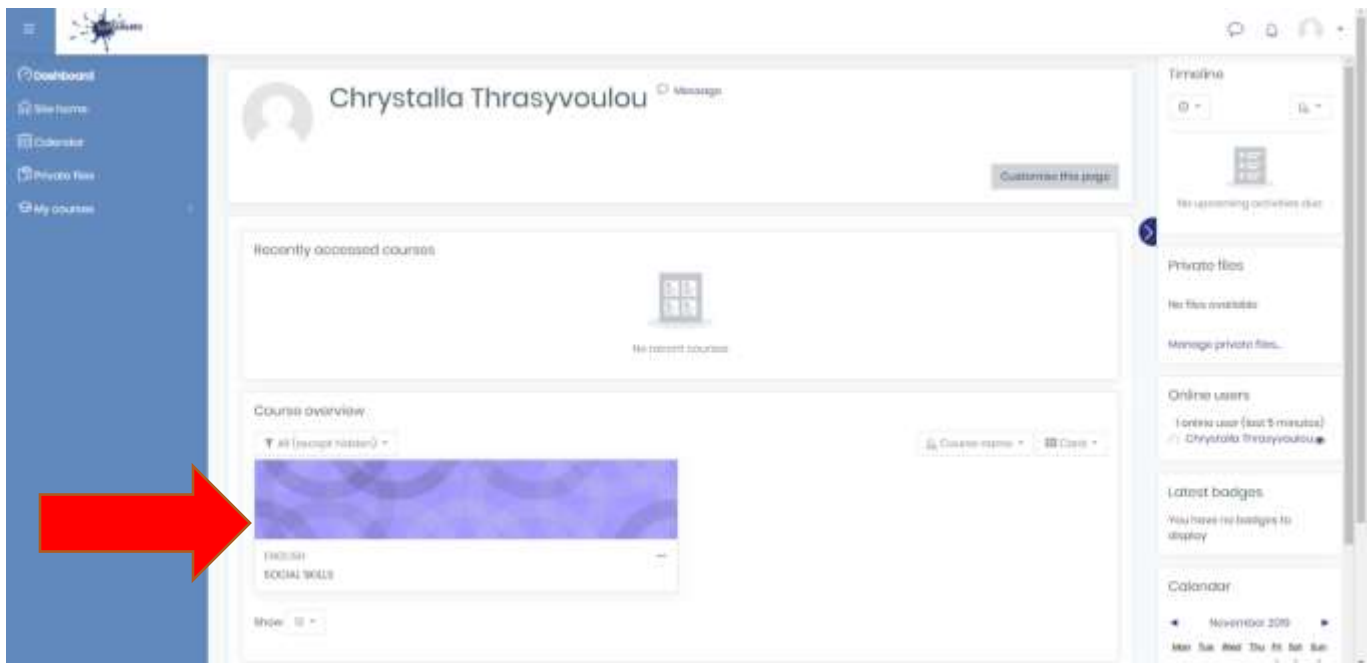 Dashboard
Site home
Calendar
Private files
My courses
Chrystalla Thrasyvoulou
Message
Customise this page
Recently accessed courses
No recent courses
Course overview
All (except hidden)
Course name
Card
ENGLISH
SOCIAL SKILLS
Show
Timeline
No upcoming activities due
Private files
No files available
Manage private files...
Online users
1 online user (last 5 minutes)
Chrystalla Thrasyvoulou
Latest badges
You have no badges to
display
Calendar
November 2019
Mon Tue Wed Thu Fri Sat Sun